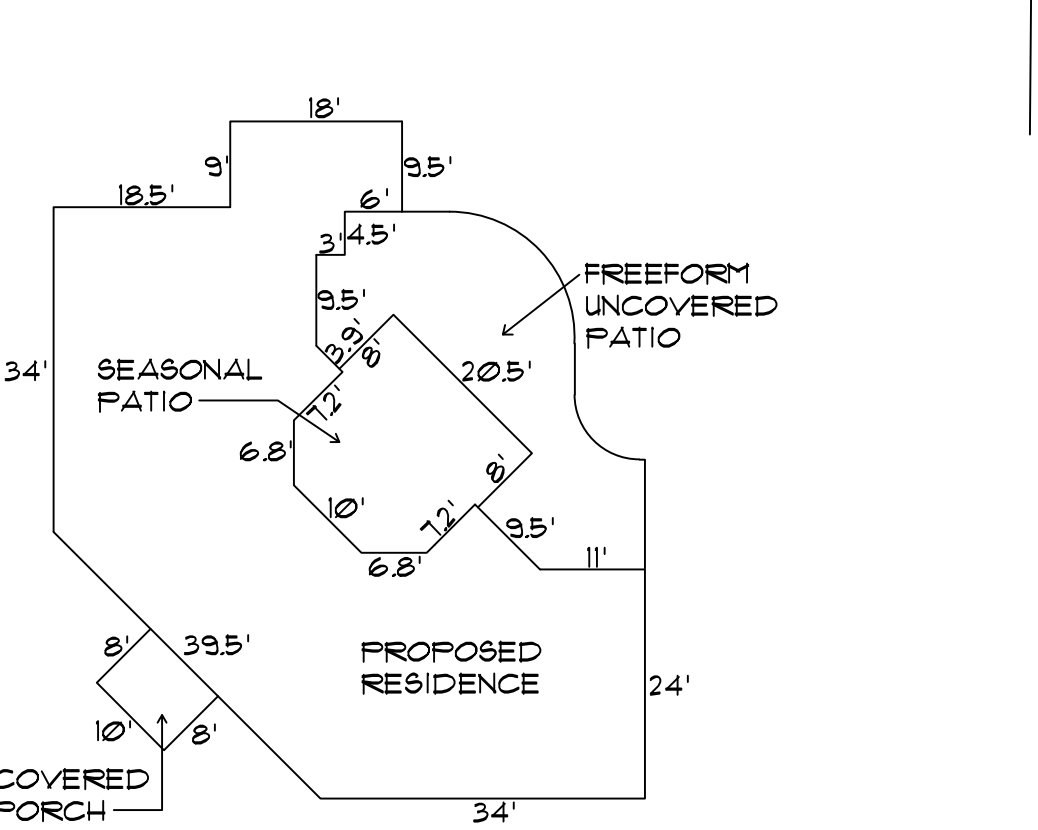 18'
9'
9.5'
18.5'
6'
4.5'
3'
FREEFORM
UNCOVERED
PATIO
9.5'
3.9'
8'
34'
SEASONAL
PATIO
20.5'
7.2'
6.8'
8'
10'
7.2'
9.5'
6.8'
11'
8'
39.5'
PROPOSED
RESIDENCE
24'
10'
8'
COVERED
PORCH
34'